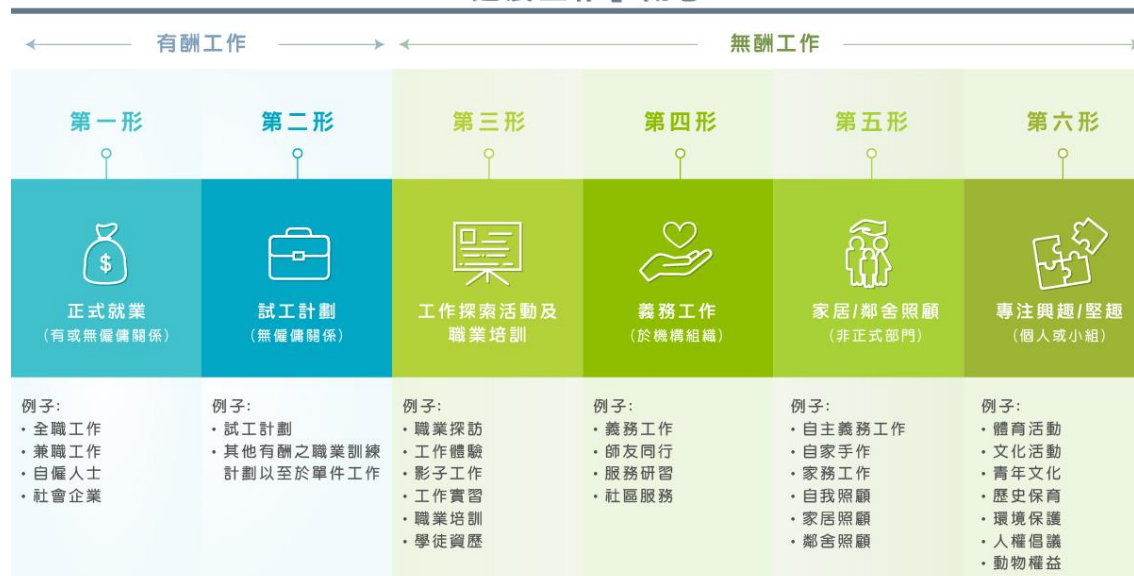 有酬工作
無酬工作
第一形
第二形
第三形
第四形
第五形
第六形
$
正式就業
(有或無僱傭關係)
試工計劃
(無僱傭關係)
工作探索活動及
職業培訓
義務工作
(於機構組織)
家居/鄰舍照顧
(非正式部門)
專注興趣/堅趣
(個人或小組)
例子:
・全職工作
・兼職工作
・自僱人士
・社會企業
例子:
・試工計劃
・其他有酬之職業訓練
計劃以至於單件工作
例子:
・職業探訪
・工作體驗
・影子工作
・工作實習
・職業培訓
・學徒資歷
例子:
・義務工作
・師友同行
・服務研習
・社區服務
例子:
・自主義務工作
・自家手作
・家務工作
・自我照顧
・家居照顧
・鄰舍照顧
例子:
・體育活動
・文化活動
・青年文化
・歷史保育
・環境保護
・人權倡議
・動物權益